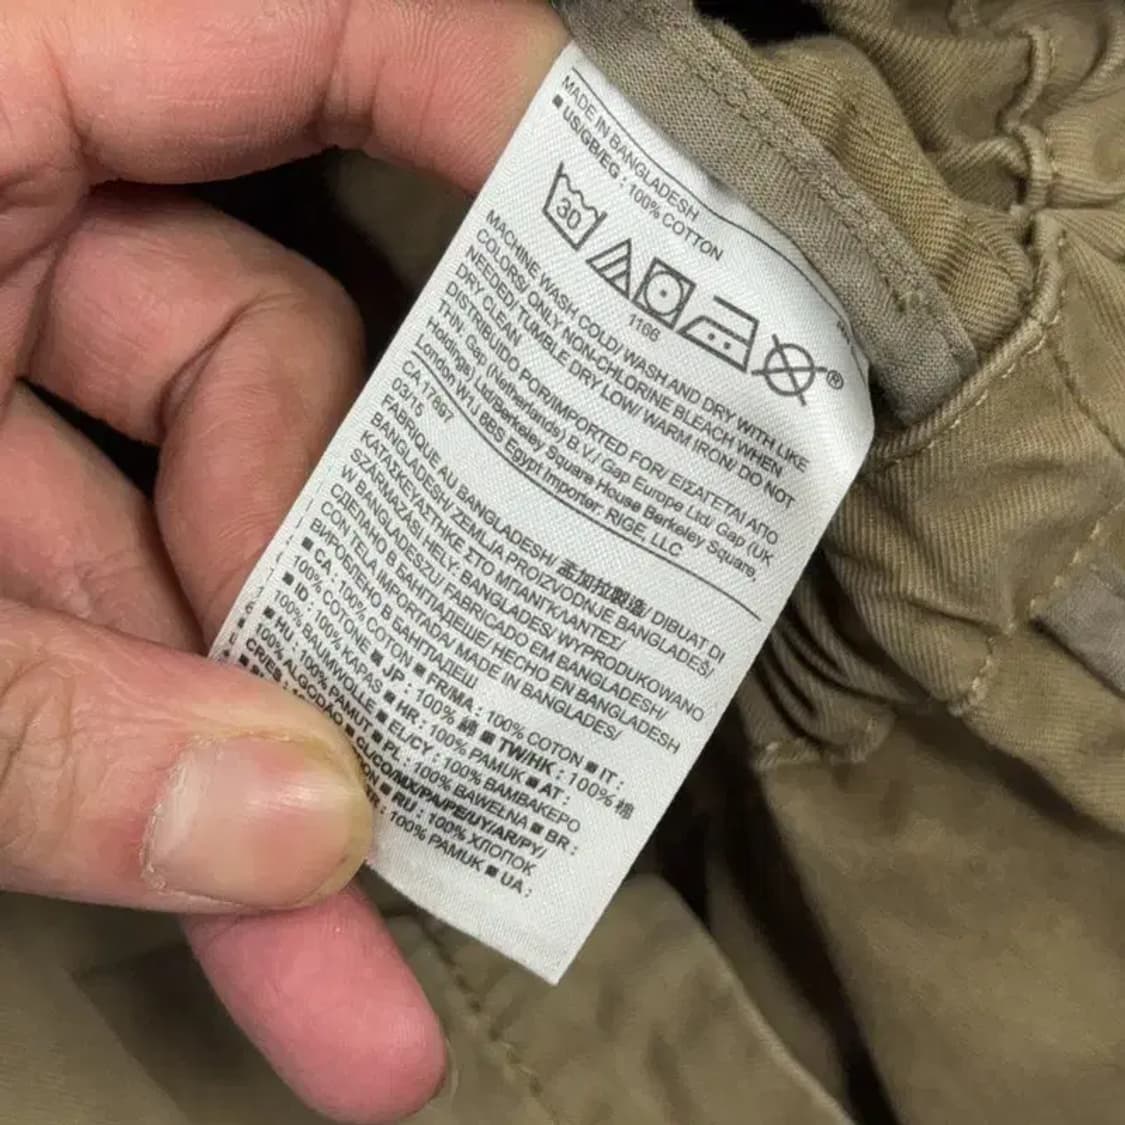 MADE IN BANGLADESH
■ US/GB/EG : 100% COTTON
30
1166
®
MACHINE WASH COLD/ WASH AND DRY WITH LIKE
COLORS/ ONLY NON-CHLORINE BLEACH WHEN
NEEDED/ TUMBLE DRY LOW/ WARM IRON/ DO NOT
DRY CLEAN
DISTRIBUIDO POR/IMPORTED FOR/ ΕΙΣΑΓΕΤΑΙ ΑΠΟ
ΤΗΝ. Gap (Netherlands) B.V./ Gap Europe Ltd/ Gap (UK
Holdings) Ltd/Berkeley Square House Berkeley Square,
London W1J 6BS Egypt Importer: RIGE, LLC
CA 17697
03/15
FABRIQUÉ AU BANGLADESH/ 孟加拉製造/ DIBUAT DI
BANGLADESH/ ZEMLJA PROIZVODNJE BANGLADEŠ/
ΚΑΤΑΣΚΕΥΑΣΤΗΚΕ ΣΤΟ ΜΠΑΝΓΚΛΑΝΤΕΣ/
SZÁRMAZÁSI HELY: BANGLADES/ WYPRODUKOWANO
W BANGLADESZU/ FABRICADO EM BANGLADESH/
СДЕЛАНО В БАНГЛАДЕШЕ/ HECHO EN BANGLADESH
CON TELA IMPORTADA/ MADE IN BANGLADES/
ВИРОБЛЕНО В БАНГЛАДЕШ
■ CA : 100% COTON ■ FR/MA : 100% COTON ■ IT :
100% COTONE ■ JP : 100% 綿 ■ TW/HK : 100% 棉
■ ID : 100% KAPAS ■ HR : 100% PAMUK ■ AT :
100% BAUMWOLLE ■ EL/CY : 100% ΒΑΜΒΑΚΕΡΟ
■ HU : 100% PAMUT ■ PL : 100% BAWEŁNA ■ BR :
100% ALGODÃO ■ CL/CO/MX/PA/PE/UY/AR/PY/
■ RU : 100% ХЛОПОК
: 100% PAMUK ■ UA :